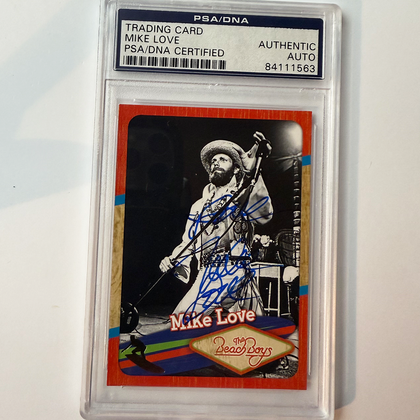 PSA/DNA
TRADING CARD
MIKE LOVE
PSA/DNA CERTIFIED
AUTHENTIC
AUTO
84111563
Mike Love
The
Beach Boys